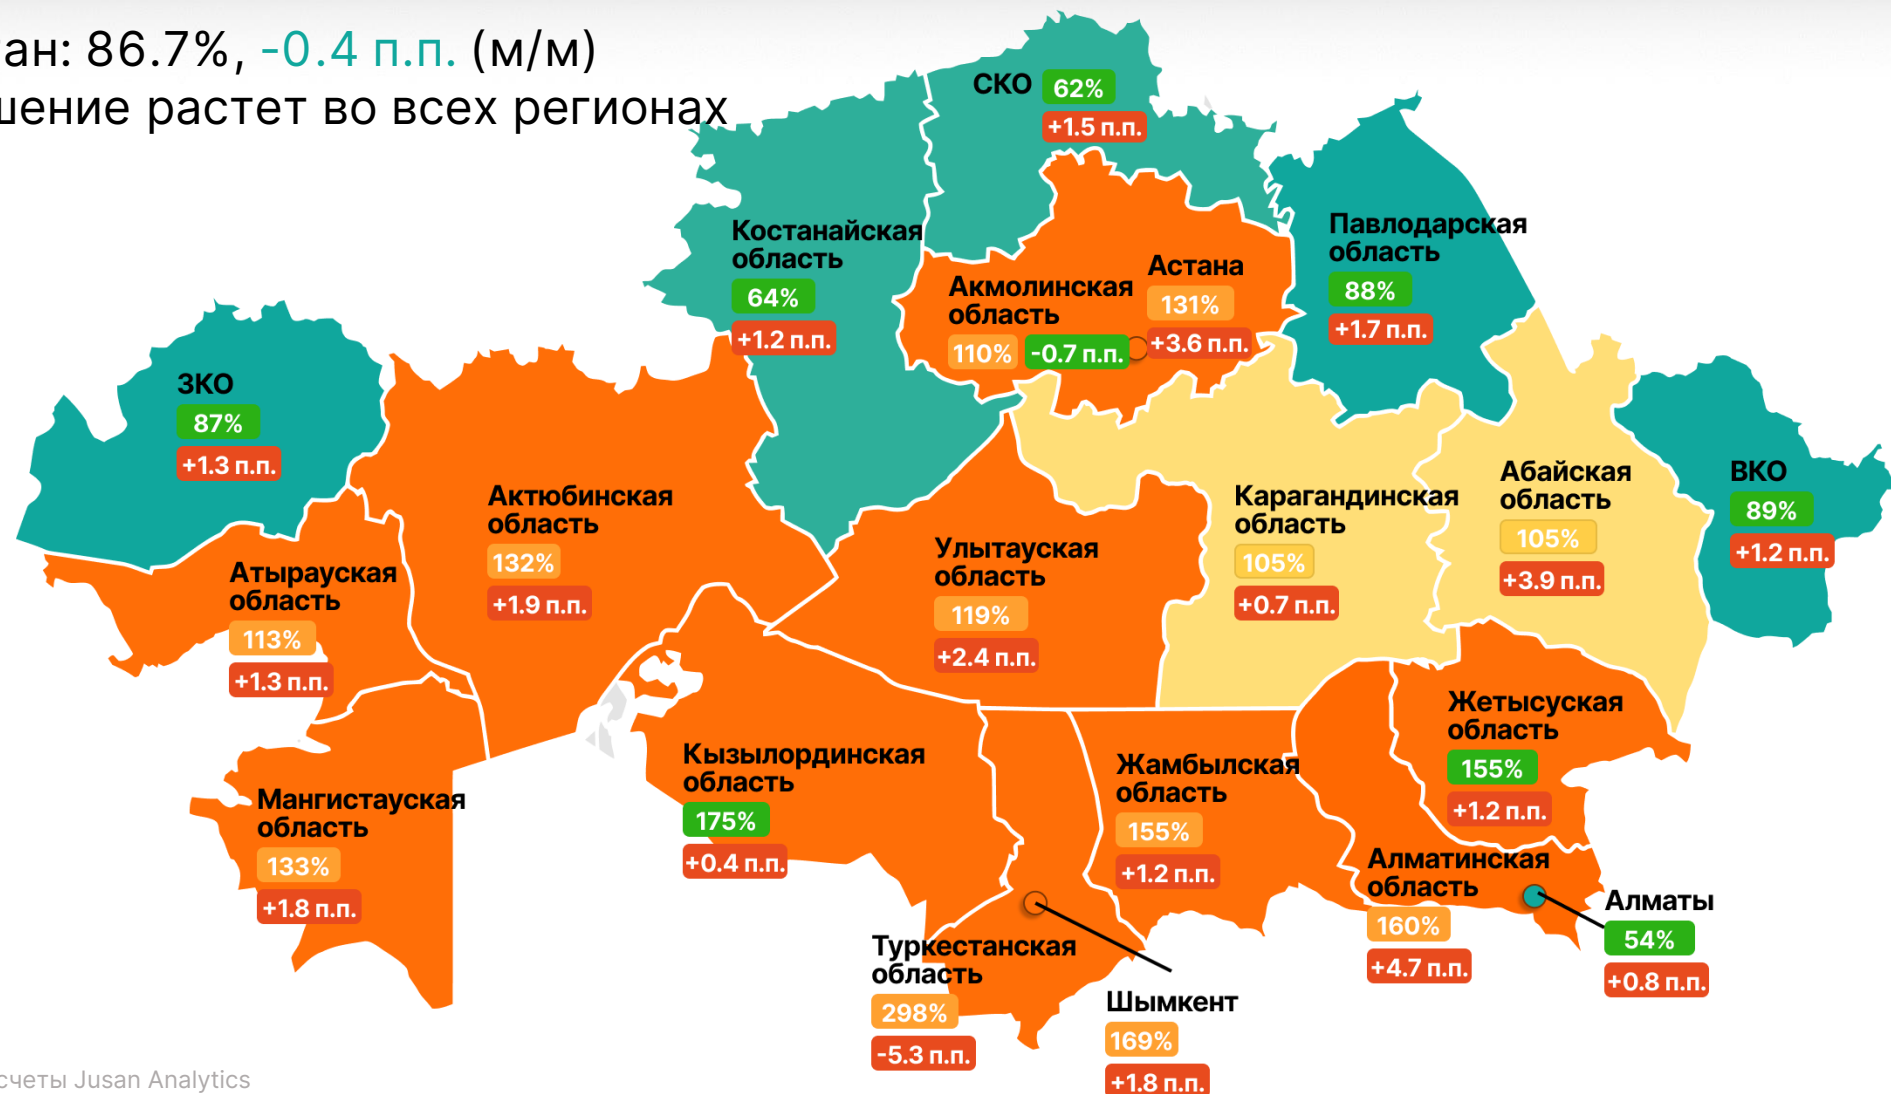 ан: 86.7%, -0.4 п.п. (м/м)
шение растет во всех регионах
СКО
62%
+1.5 п.п.
Костанайская
область
64%
+1.2 п.п.
Акмолинская
область
110%
-0.7 п.п.
Астана
131%
+3.6 п.п.
Павлодарская
область
88%
+1.7 п.п.
ЗКО
87%
+1.3 п.п.
Актюбинская
область
132%
+1.9 п.п.
Атырауская
область
113%
+1.3 п.п.
Улытауская
область
119%
+2.4 п.п.
Карагандинская
область
105%
+0.7 п.п.
Абайская
область
105%
+3.9 п.п.
ВКО
89%
+1.2 п.п.
Мангистауская
область
133%
+1.8 п.п.
Кызылординская
область
175%
+0.4 п.п.
Жамбылская
область
155%
+1.2 п.п.
Жетысуская
область
155%
+1.2 п.п.
Алматинская
область
160%
+4.7 п.п.
Алматы
54%
+0.8 п.п.
Туркестанская
область
298%
-5.3 п.п.
Шымкент
169%
+1.8 п.п.
счеты Jusan Analytics